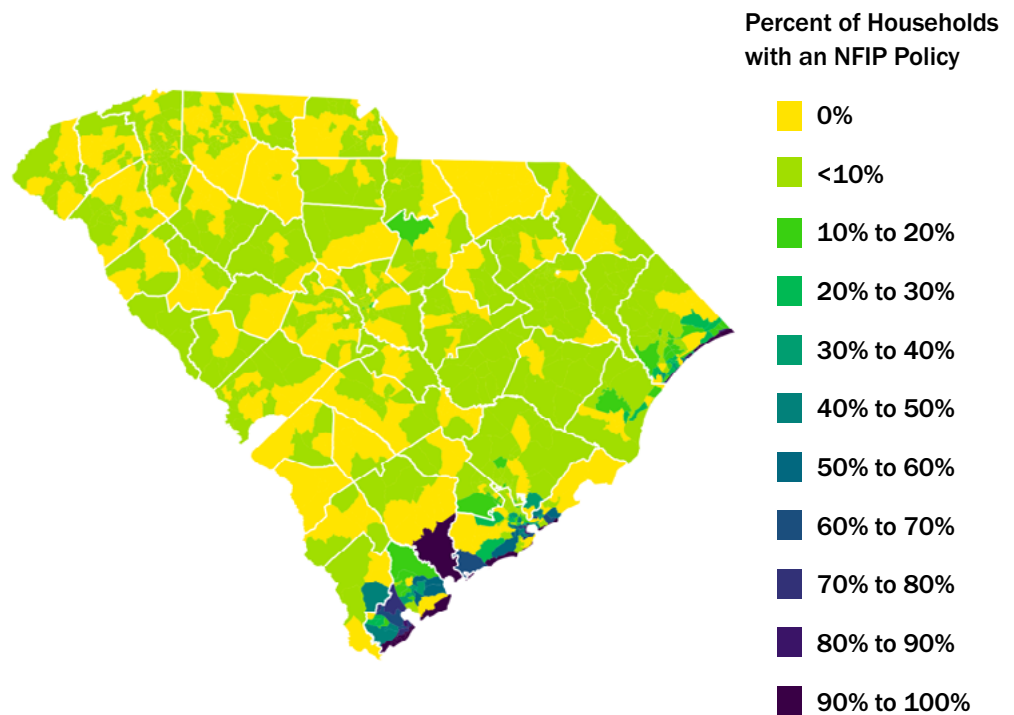 Percent of Households
with an NFIP Policy
0%
<10%
10% to 20%
20% to 30%
30% to 40%
40% to 50%
50% to 60%
60% to 70%
70% to 80%
80% to 90%
90% to 100%